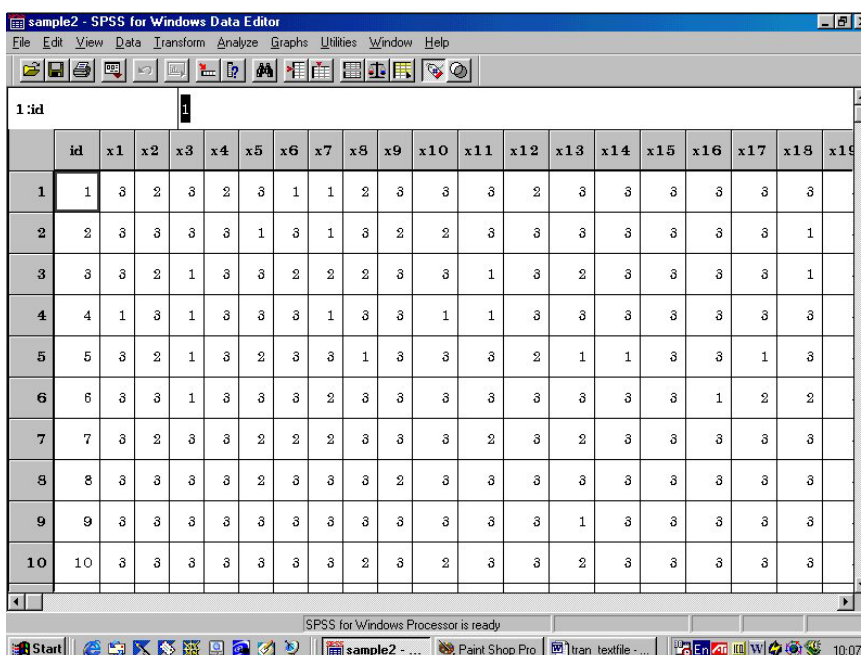 sample2 - SPSS for Windows Data Editor
File Edit View Data Transform Analyze Graphs Utilities Window Help
1:id 1
id x1 x2 x3 x4 x5 x6 x7 x8 x9 x10 x11 x12 x13 x14 x15 x16 x17 x18 x19
1 1 3 2 3 2 3 1 1 2 3 3 3 2 3 3 3 3 3 3
2 2 3 3 3 3 1 3 1 3 2 2 3 3 3 3 3 3 3 1
3 3 3 2 1 3 3 2 2 2 3 3 1 3 2 3 3 3 3 1
4 4 1 3 1 3 3 3 1 3 3 1 1 3 3 3 3 3 3 3
5 5 3 2 1 3 2 3 3 1 3 3 3 2 1 1 3 3 1 3
6 6 3 3 1 3 3 3 2 3 3 3 3 3 3 3 3 1 2 2
7 7 3 2 3 3 2 2 2 3 3 3 2 3 2 3 3 3 3 3
8 8 3 3 3 3 2 3 3 3 2 3 3 3 3 3 3 3 3 3
9 9 3 3 3 3 3 3 3 3 3 3 3 3 1 3 3 3 3 3
10 10 3 3 3 3 3 3 3 2 3 2 3 3 2 3 3 3 3 3
SPSS for Windows Processor is ready
Start sample2 - ... Paint Shop Pro tran_textfile - ... En 10:02